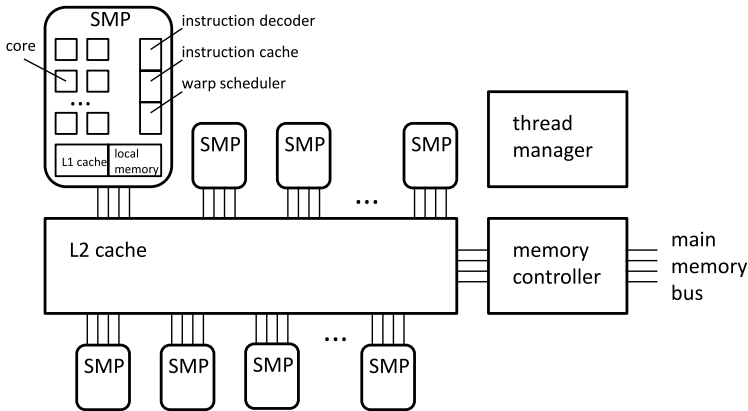 SMP
instruction decoder
core
instruction cache
warp scheduler
...
L1 cache
local
memory
SMP
SMP
...
SMP
thread
manager
L2 cache
memory
controller
main
memory
bus
SMP
SMP
SMP
...
SMP